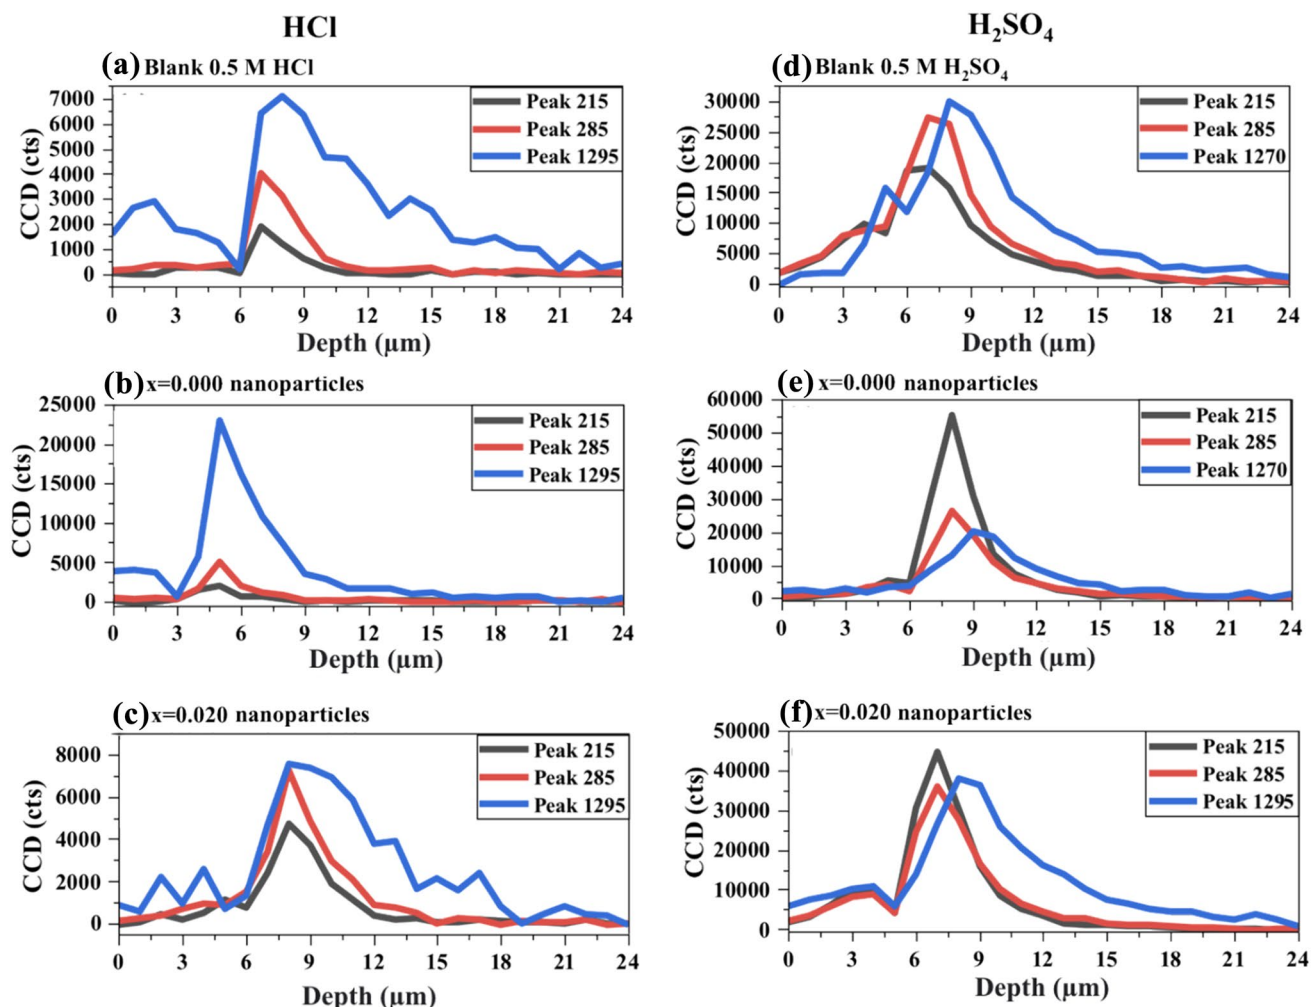 HCl
H₂SO₄
(a) Blank 0.5 M HCl
7000
6000
5000
4000
3000
2000
1000
0
CCD (cts)
Peak 215
Peak 285
Peak 1295
0 3 6 9 12 15 18 21 24
Depth (µm)
(d) Blank 0.5 M H₂SO₄
30000
25000
20000
15000
10000
5000
0
CCD (cts)
Peak 215
Peak 285
Peak 1270
0 3 6 9 12 15 18 21 24
Depth (µm)
(b) x=0.000 nanoparticles
25000
20000
15000
10000
5000
0
CCD (cts)
Peak 215
Peak 285
Peak 1295
0 3 6 9 12 15 18 21 24
Depth (µm)
(e) x=0.000 nanoparticles
60000
50000
40000
30000
20000
10000
0
CCD (cts)
Peak 215
Peak 285
Peak 1270
0 3 6 9 12 15 18 21 24
Depth (µm)
(c) x=0.020 nanoparticles
8000
6000
4000
2000
0
CCD (cts)
Peak 215
Peak 285
Peak 1295
0 3 6 9 12 15 18 21 24
Depth (µm)
(f) x=0.020 nanoparticles
50000
40000
30000
20000
10000
0
CCD (cts)
Peak 215
Peak 285
Peak 1295
0 3 6 9 12 15 18 21 24
Depth (µm)